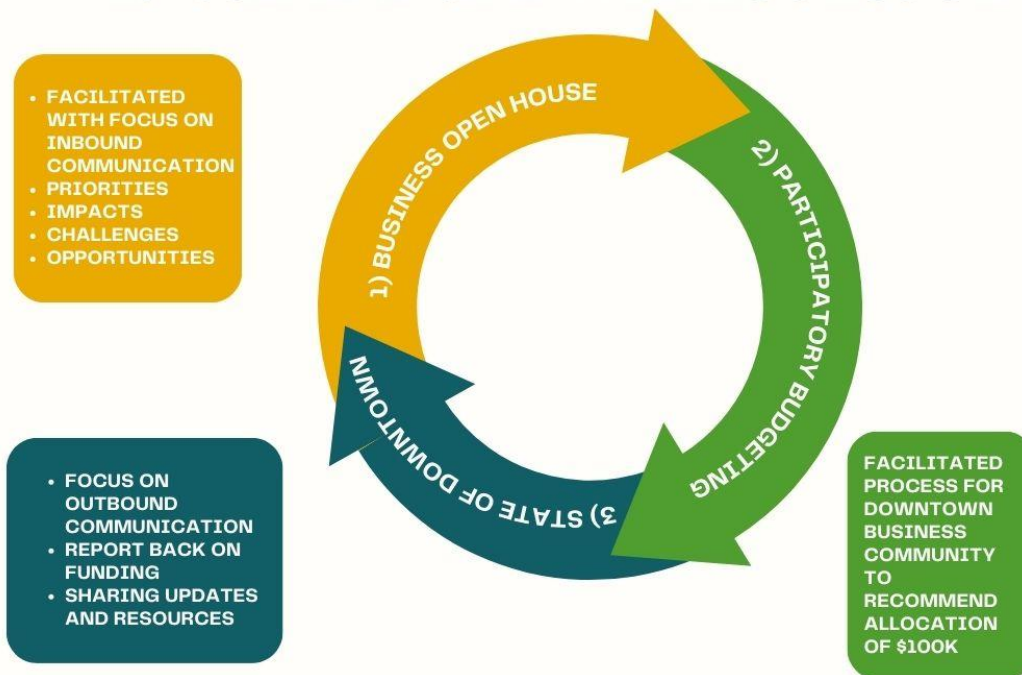 • FACILITATED
WITH FOCUS ON
INBOUND
COMMUNICATION
• PRIORITIES
• IMPACTS
• CHALLENGES
• OPPORTUNITIES
1) BUSINESS OPEN HOUSE
2) PARTICIPATORY BUDGETING
3) STATE OF DOWNTOWN
• FOCUS ON
OUTBOUND
COMMUNICATION
• REPORT BACK ON
FUNDING
• SHARING UPDATES
AND RESOURCES
FACILITATED
PROCESS FOR
DOWNTOWN
BUSINESS
COMMUNITY
TO
RECOMMEND
ALLOCATION
OF $100K